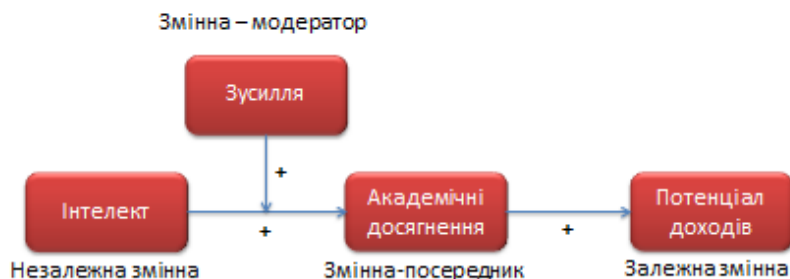 Змінна – модератор
Зусилля
+
Інтелект
+
Академічні
досягнення
+
Потенціал
доходів
Незалежна змінна
Змінна-посередник
Залежна змінна